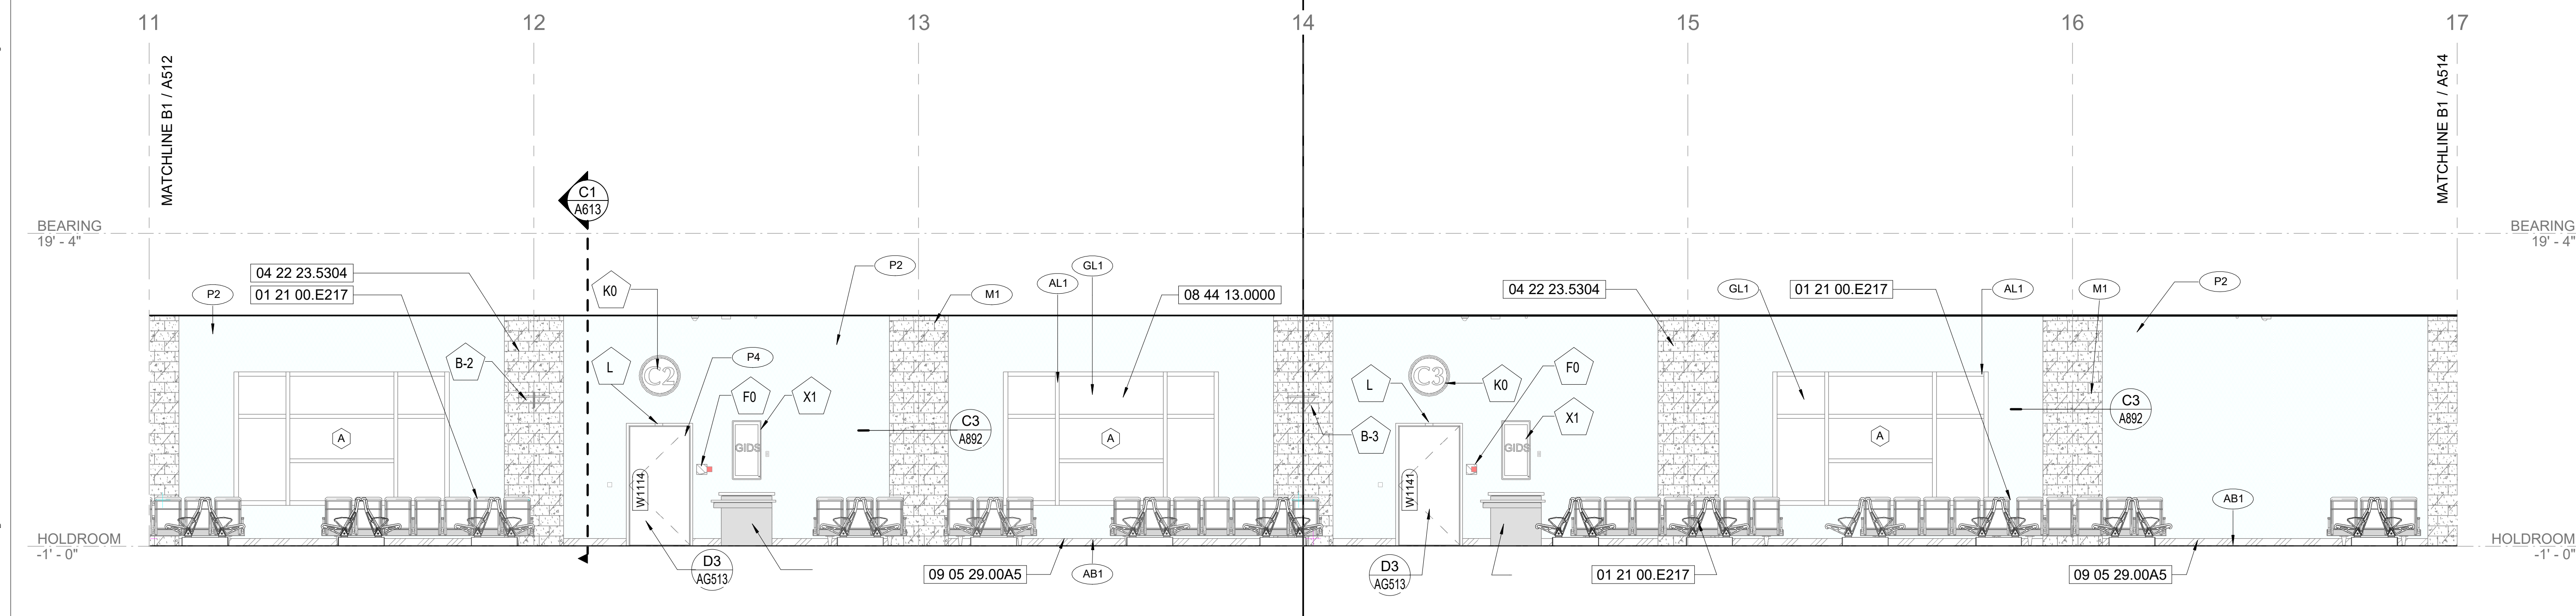 11
12
13
14
15
16
17
MATCHLINE B1 / A512
MATCHLINE B1 / A514
C1
A613
BEARING
19' - 4"
BEARING
19' - 4"
04 22 23.5304
01 21 00.E217
P2
K0
P2
GL1
AL1
M1
08 44 13.0000
04 22 23.5304
GL1
01 21 00.E217
AL1
M1
P2
B-2
L
C2
P4
F0
X1
GIDS
C3
A892
A
A
B-3
L
C3
K0
F0
X1
GIDS
A
C3
A892
W1114
W1141
AB1
HOLDROOM
-1' - 0"
HOLDROOM
-1' - 0"
D3
AG513
09 05 29.00A5
AB1
D3
AG513
01 21 00.E217
09 05 29.00A5